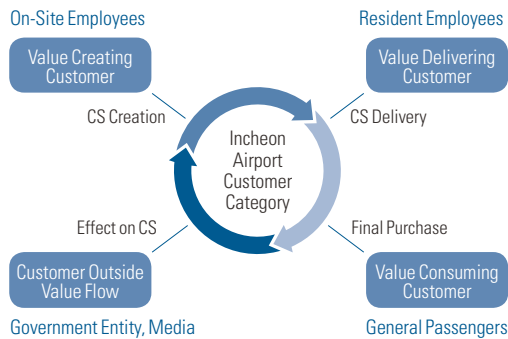 On-Site Employees
Resident Employees
Value Creating
Customer
Value Delivering
Customer
CS Creation
CS Delivery
Incheon
Airport
Customer
Category
Effect on CS
Final Purchase
Customer Outside
Value Flow
Value Consuming
Customer
Government Entity, Media
General Passengers